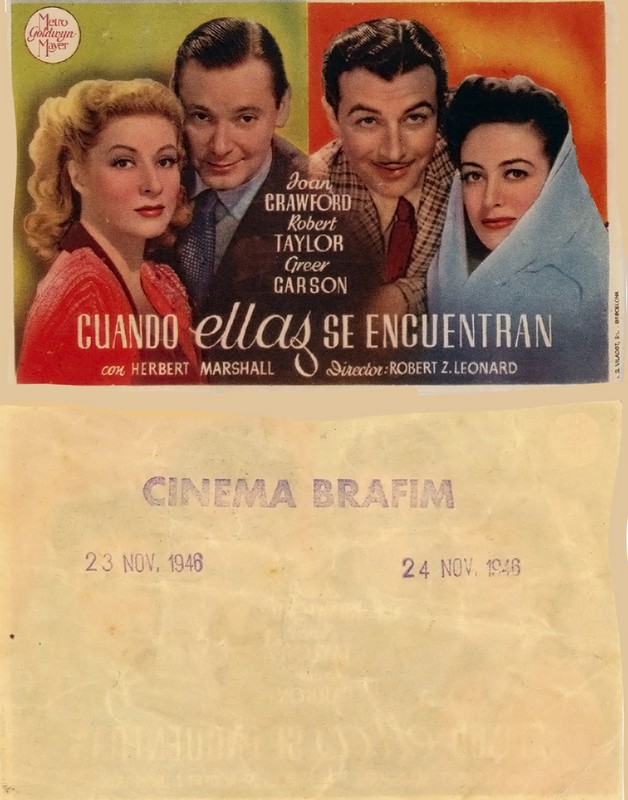 Metro
Goldwyn
Mayer
Joan
CRAWFORD
Robert
TAYLOR
Greer
GARSON
CUANDO ellas SE ENCUENTRAN
con HERBERT MARSHALL Director: ROBERT Z. LEONARD
CINEMA BRAFIM
23 NOV. 1946 24 NOV. 1946